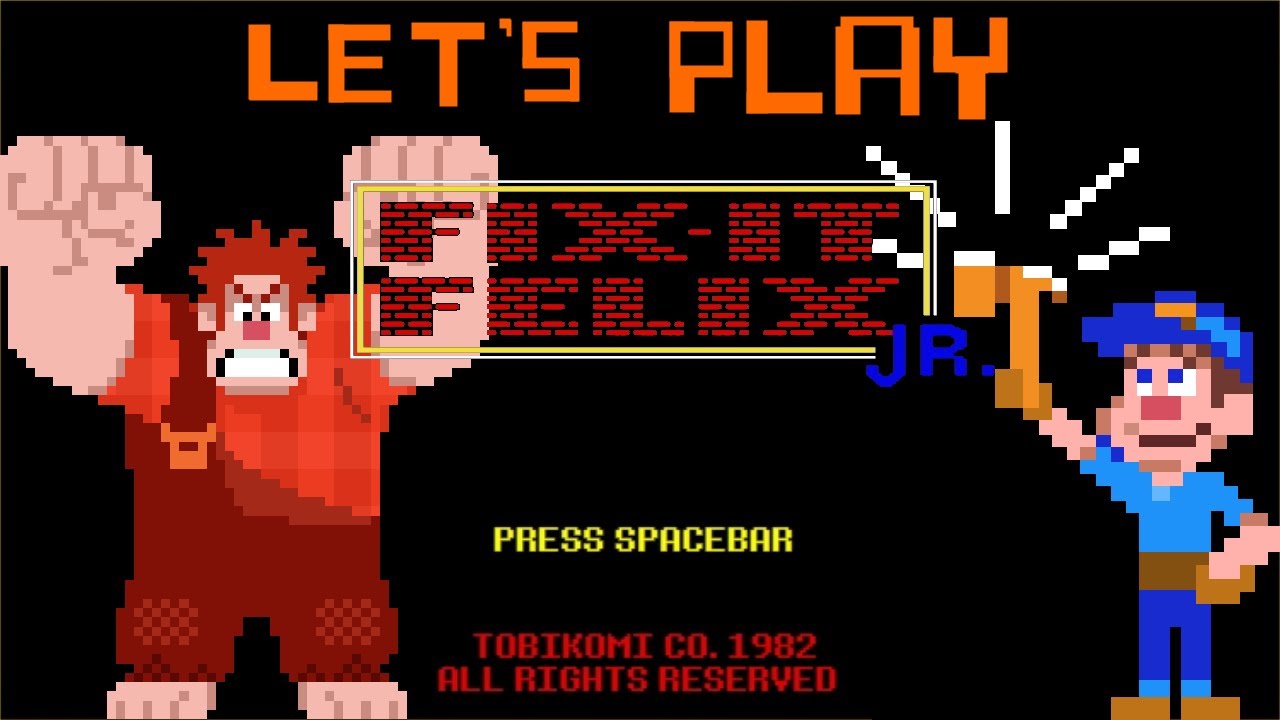 LET'S PLAY
FIX-IT
FELIX
JR.
PRESS SPACEBAR
TOBIKOMI CO. 1982
ALL RIGHTS RESERVED